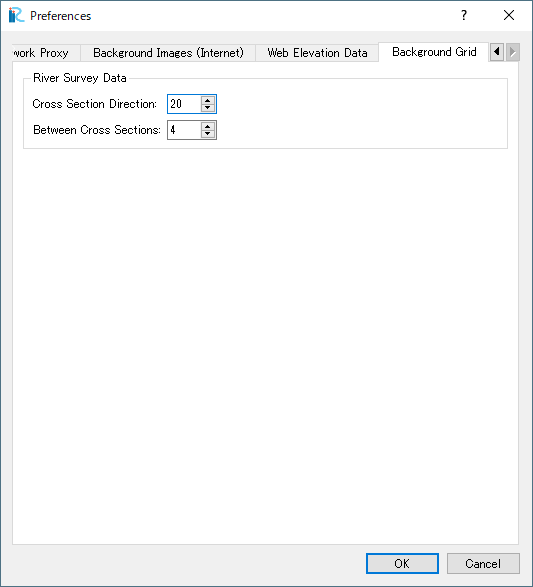 Preferences
work Proxy
Background Images (Internet)
Web Elevation Data
Background Grid
River Survey Data
Cross Section Direction: 20
Between Cross Sections: 4
OK
Cancel